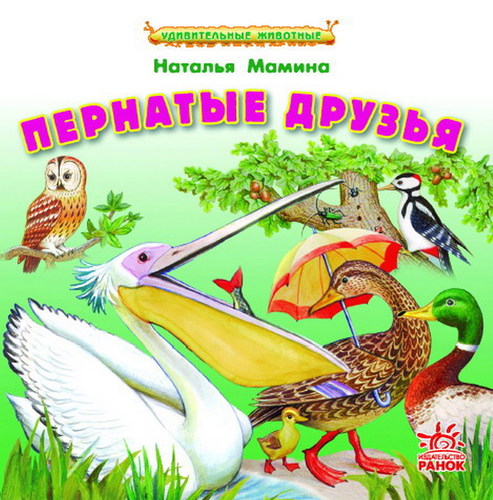 УДИВИТЕЛЬНЫЕ ЖИВОТНЫЕ
Наталья Мамина
ПЕРНАТЫЕ ДРУЗЬЯ
ИЗДАТЕЛЬСТВО
РАНОК